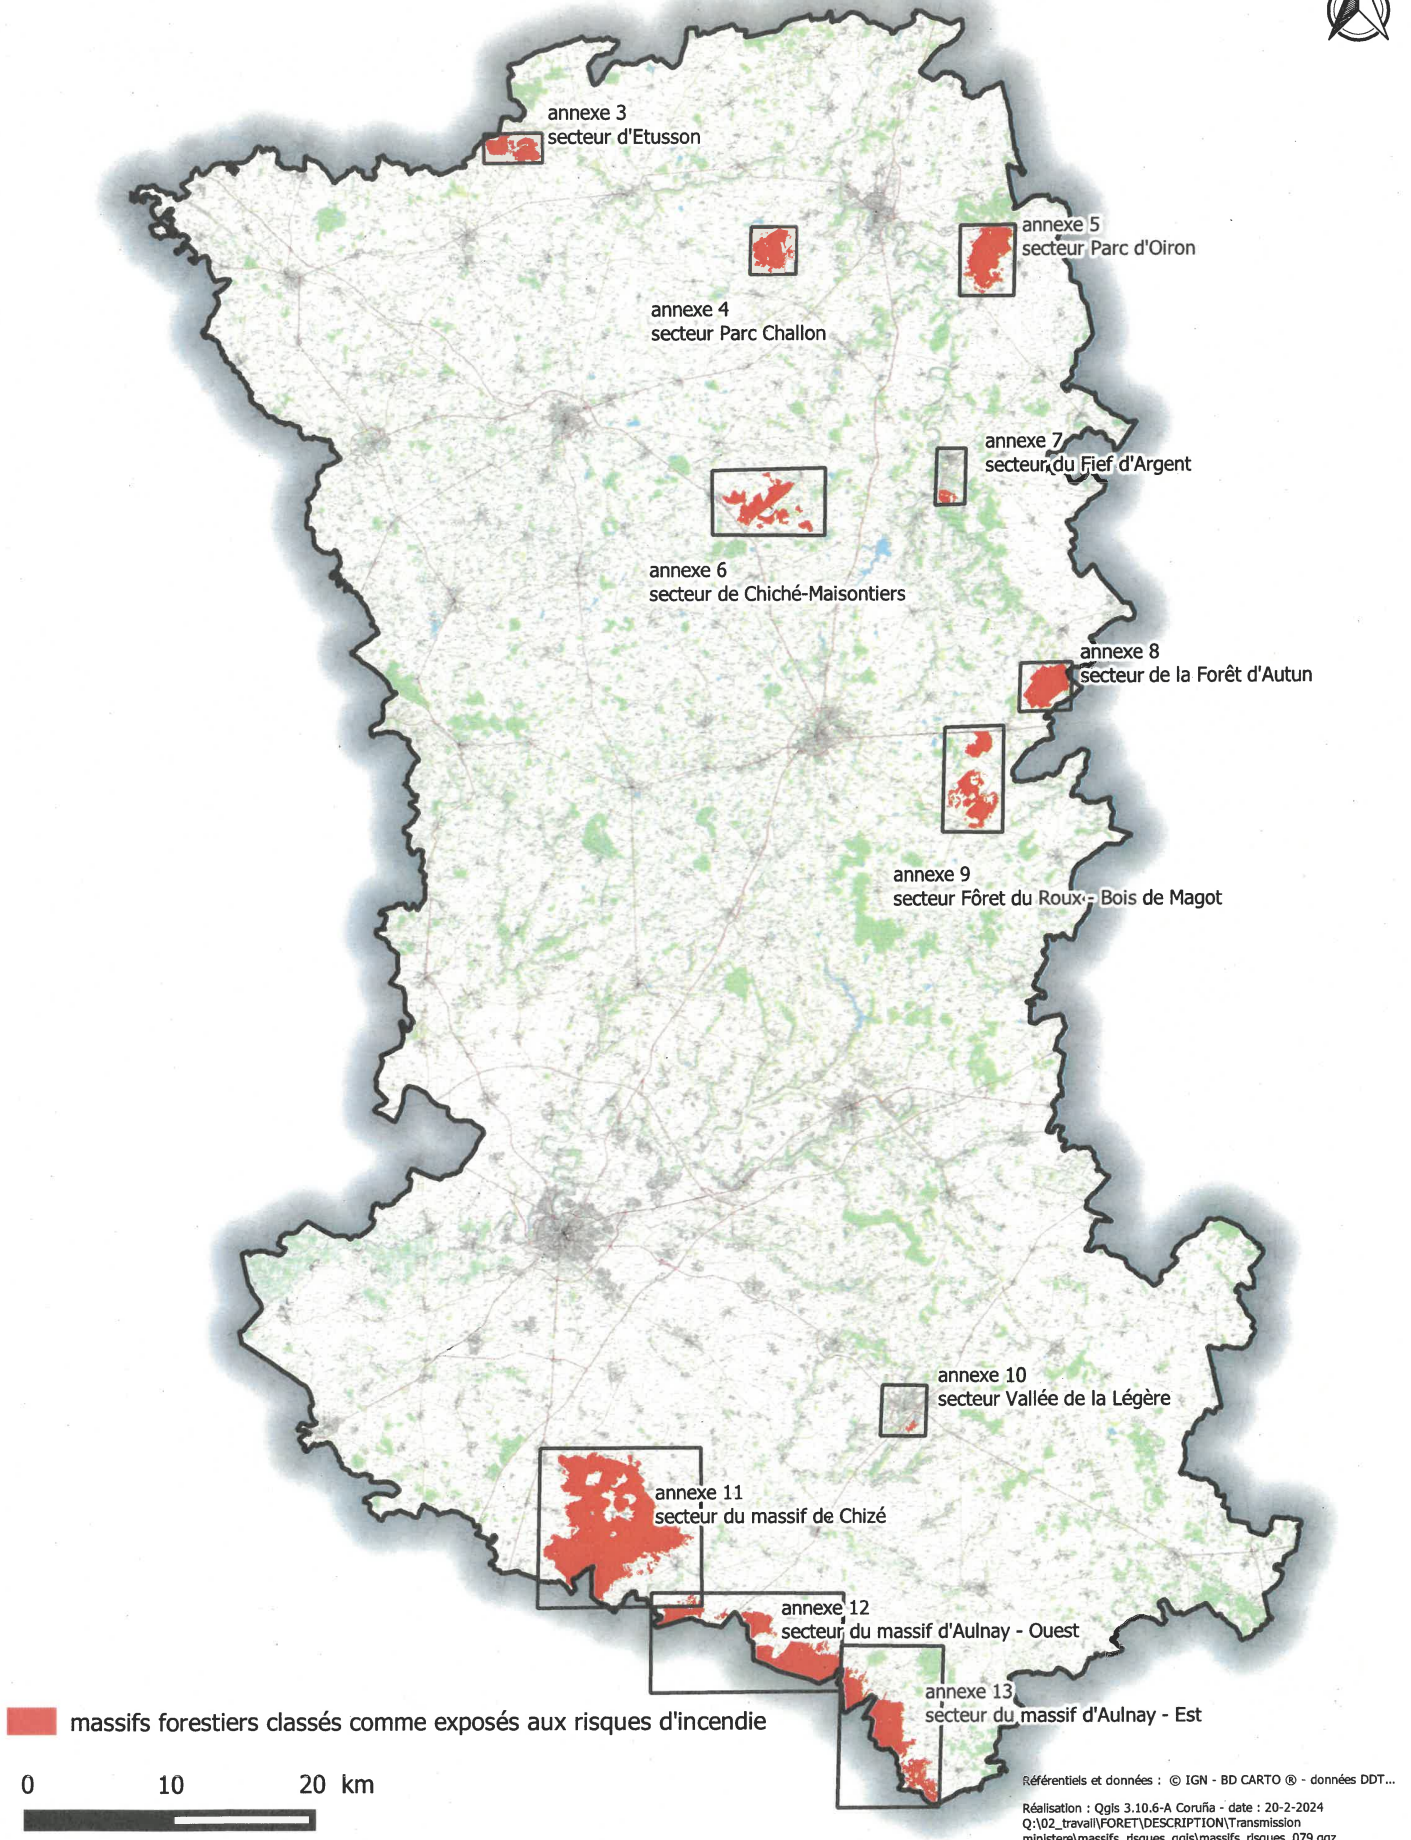 annexe 3
secteur d'Etusson
annexe 5
secteur Parc d'Oiron
annexe 4
secteur Parc Challon
annexe 7
secteur du Fief d'Argent
annexe 6
secteur de Chiché-Maisontiers
annexe 8
secteur de la Forêt d'Autun
annexe 9
secteur Fôret du Roux - Bois de Magot
annexe 10
secteur Vallée de la Légère
annexe 11
secteur du massif de Chizé
annexe 12
secteur du massif d'Aulnay - Ouest
annexe 13
secteur du massif d'Aulnay - Est
massifs forestiers classés comme exposés aux risques d'incendie
0 10 20 km
Référentiels et données : © IGN - BD CARTO ® - données DDT...
Réalisation : Qgis 3.10.6-A Coruña - date : 20-2-2024
Q:\02_travail\FORET\DESCRIPTION\Transmission
ministere\massifs_risques_qgis\massifs_risques_079.qgz